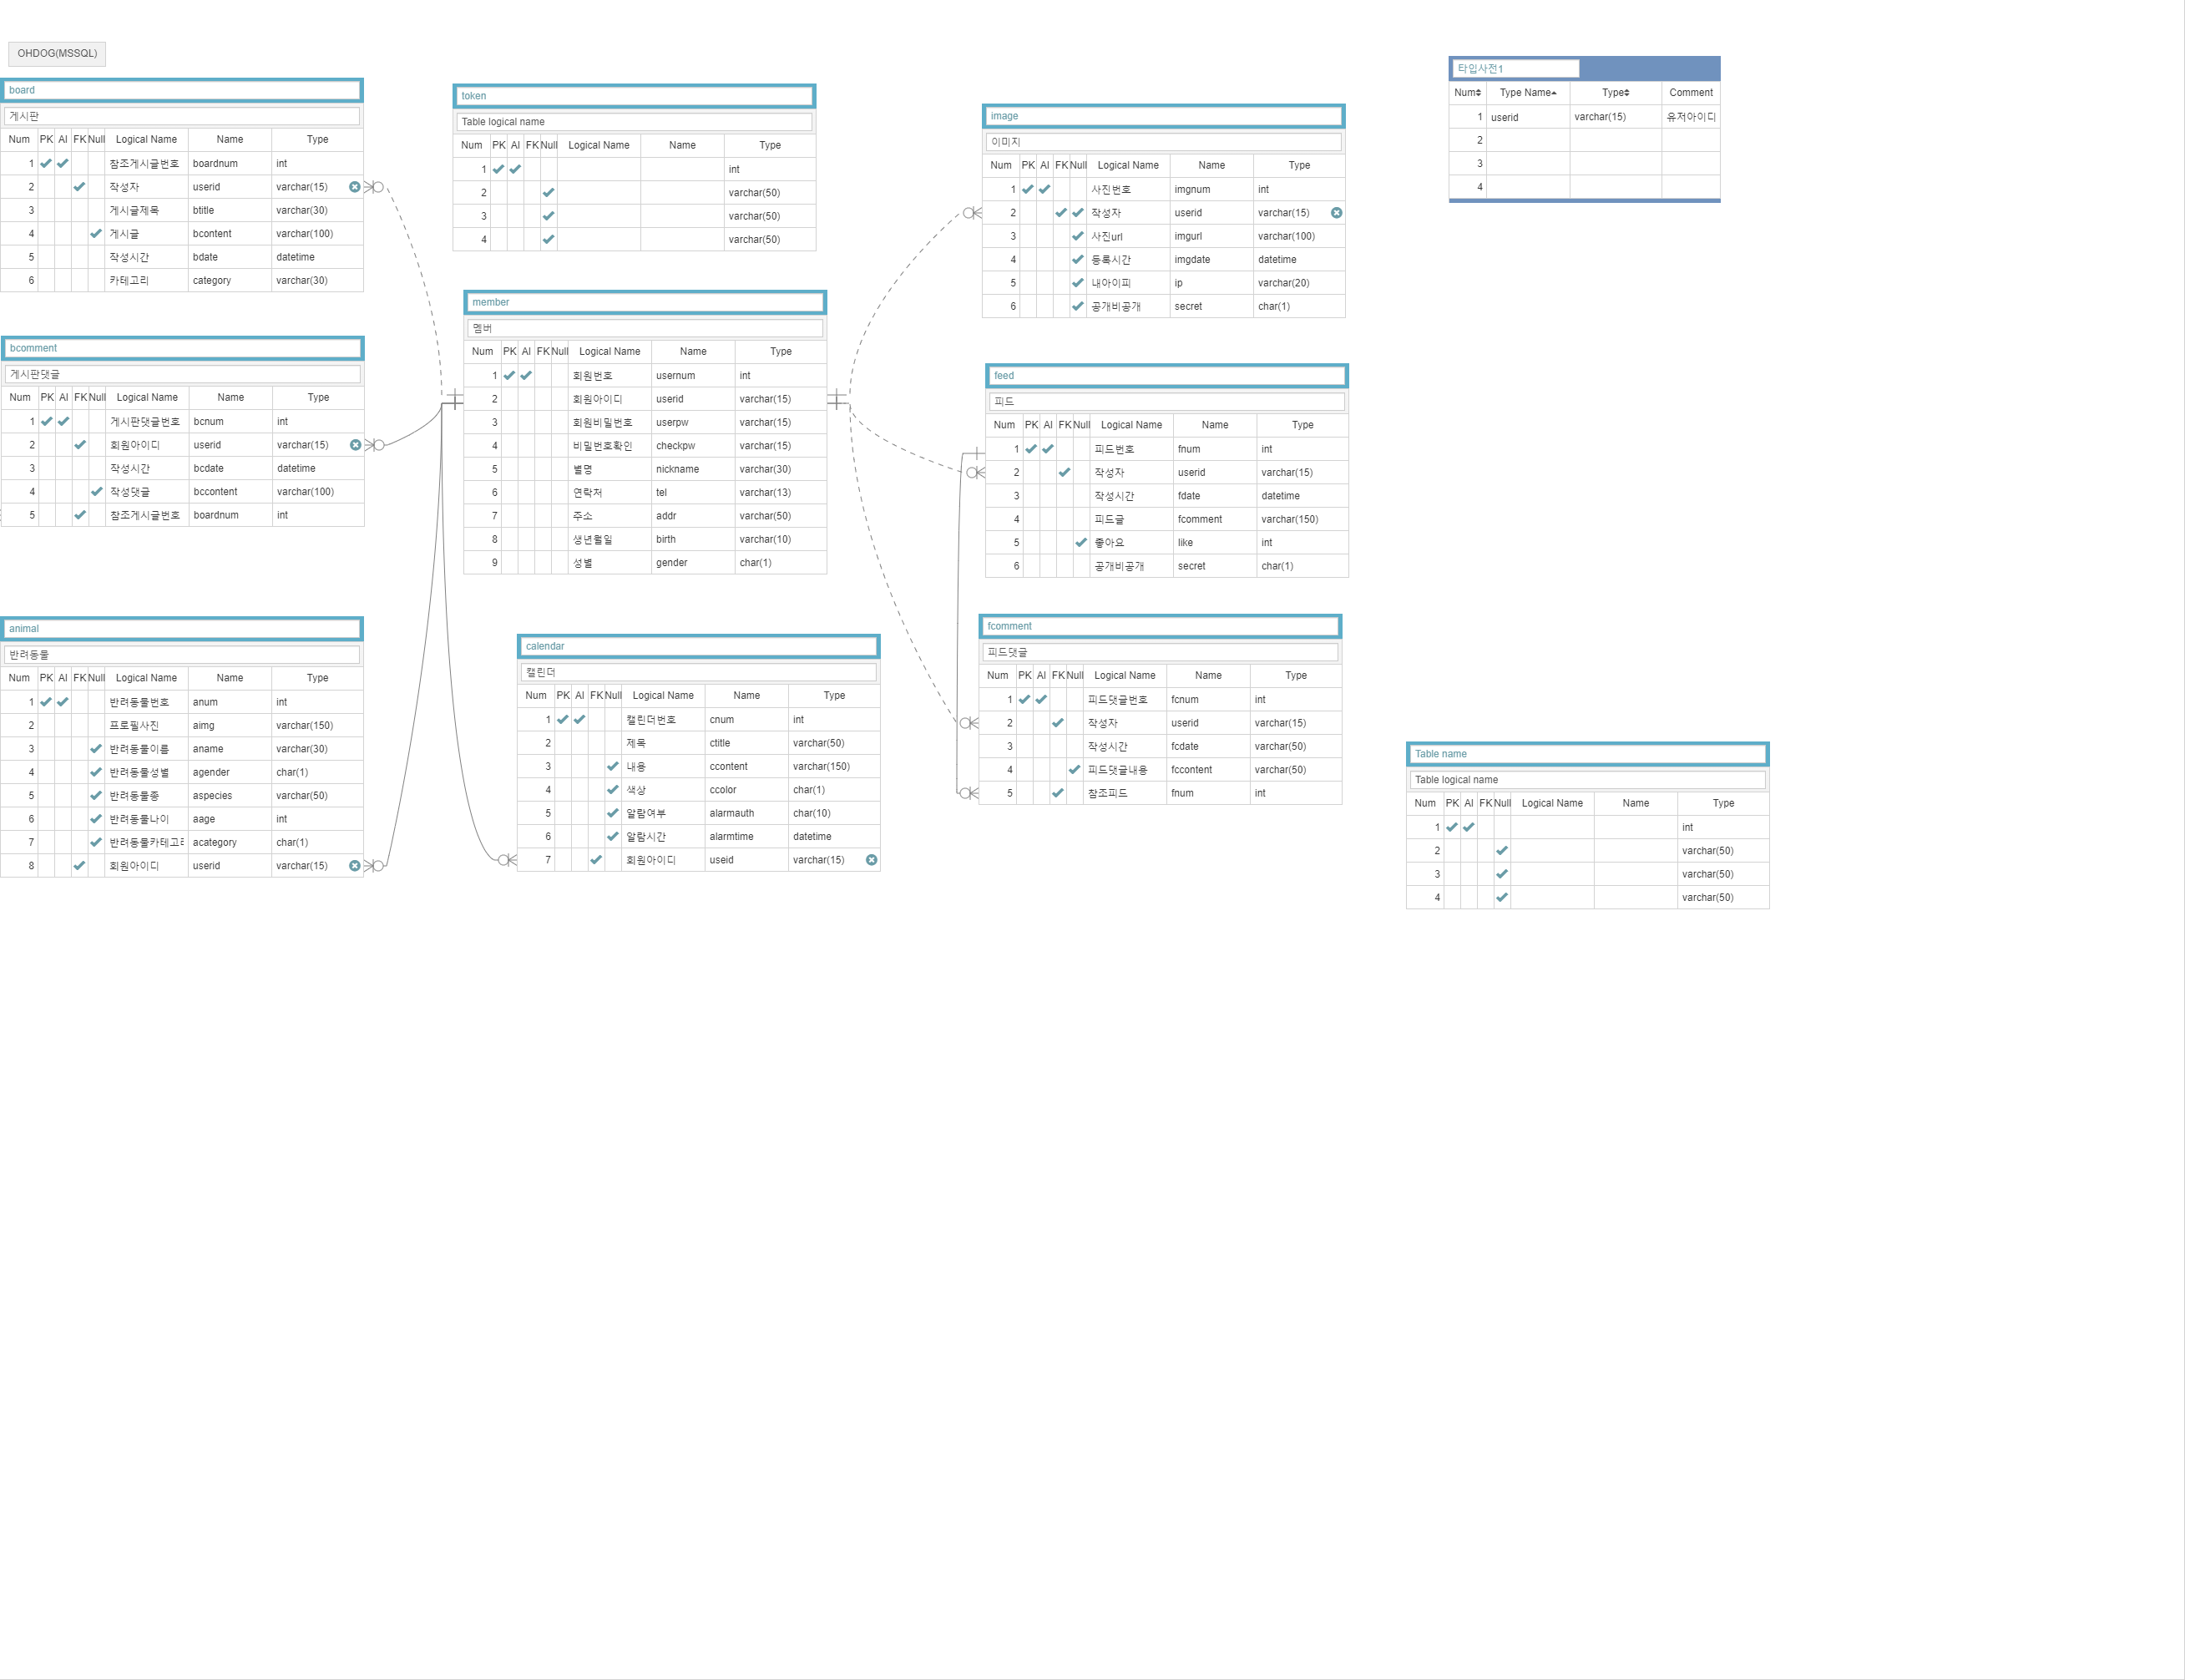 OHDOG(MSSQL)
board
게시판
Num PK AI FK Null Logical Name Name Type
1 참조게시글번호 boardnum int
2 작성자 userid varchar(15)
3 게시글제목 btitle varchar(30)
4 게시글 bcontent varchar(100)
5 작성시간 bdate datetime
6 카테고리 category varchar(30)
bcomment
게시판댓글
Num PK AI FK Null Logical Name Name Type
1 게시판댓글번호 bcnum int
2 회원아이디 userid varchar(15)
3 작성시간 bcdate datetime
4 작성댓글 bccontent varchar(100)
5 참조게시글번호 boardnum int
animal
반려동물
Num PK AI FK Null Logical Name Name Type
1 반려동물번호 anum int
2 프로필사진 aimg varchar(150)
3 반려동물이름 aname varchar(30)
4 반려동물성별 agender char(1)
5 반려동물종 aspecies varchar(50)
6 반려동물나이 aage int
7 반려동물카테고리 acategory char(1)
8 회원아이디 userid varchar(15)
token
Table logical name
Num PK AI FK Null Logical Name Name Type
1 int
2 varchar(50)
3 varchar(50)
4 varchar(50)
member
멤버
Num PK AI FK Null Logical Name Name Type
1 회원번호 usernum int
2 회원아이디 userid varchar(15)
3 회원비밀번호 userpw varchar(15)
4 비밀번호확인 checkpw varchar(15)
5 별명 nickname varchar(30)
6 연락처 tel varchar(13)
7 주소 addr varchar(50)
8 생년월일 birth varchar(10)
9 성별 gender char(1)
calendar
캘린더
Num PK AI FK Null Logical Name Name Type
1 캘린더번호 cnum int
2 제목 ctitle varchar(50)
3 내용 ccontent varchar(150)
4 색상 ccolor char(1)
5 알람여부 alarmauth char(10)
6 알람시간 alarmtime datetime
7 회원아이디 useid varchar(15)
image
이미지
Num PK AI FK Null Logical Name Name Type
1 사진번호 imgnum int
2 작성자 userid varchar(15)
3 사진url imgurl varchar(100)
4 등록시간 imgdate datetime
5 내아이피 ip varchar(20)
6 공개비공개 secret char(1)
feed
피드
Num PK AI FK Null Logical Name Name Type
1 피드번호 fnum int
2 작성자 userid varchar(15)
3 작성시간 fdate datetime
4 피드글 fcomment varchar(150)
5 좋아요 like int
6 공개비공개 secret char(1)
fcomment
피드댓글
Num PK AI FK Null Logical Name Name Type
1 피드댓글번호 fcnum int
2 작성자 userid varchar(15)
3 작성시간 fcdate varchar(50)
4 피드댓글내용 fccontent varchar(50)
5 참조피드 fnum int
타입사전1
Num Type Name Type Comment
1 userid varchar(15) 유저아이디
2
3
4
Table name
Table logical name
Num PK AI FK Null Logical Name Name Type
1 int
2 varchar(50)
3 varchar(50)
4 varchar(50)